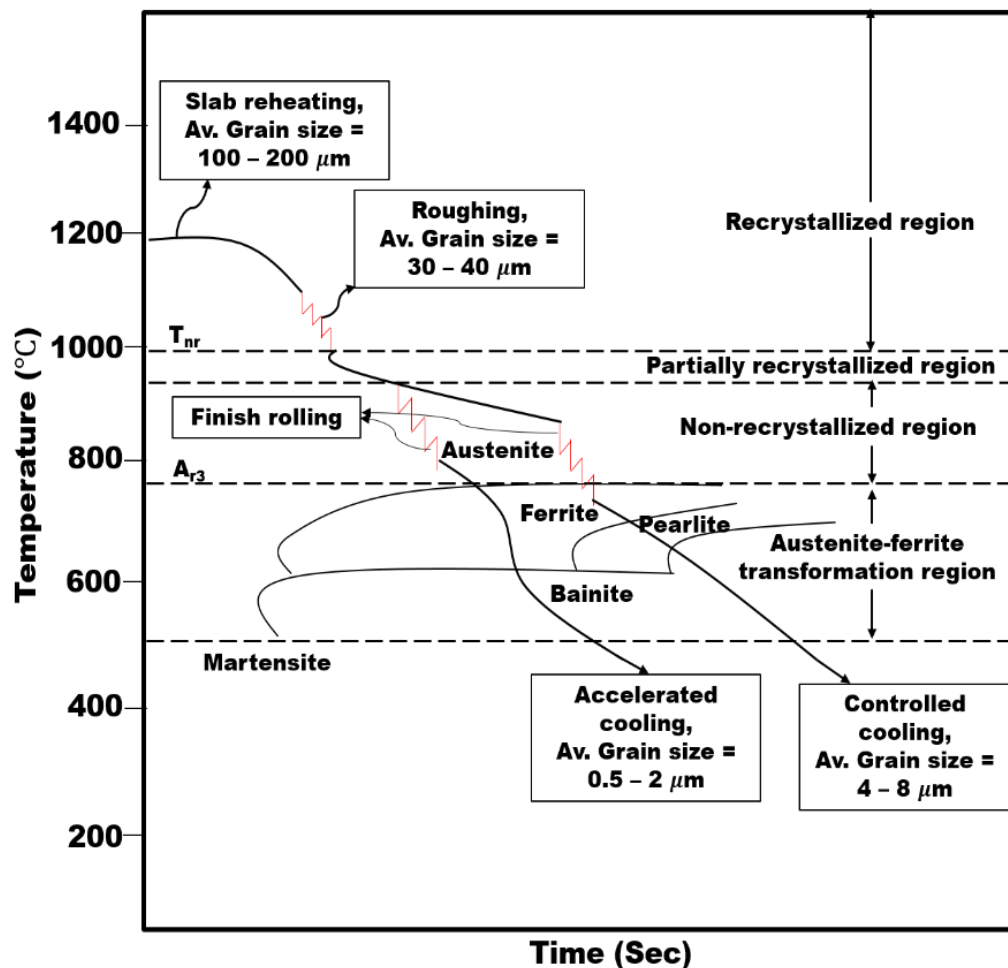 Slab reheating,
Av. Grain size =
100 – 200 μm
1400
Roughing,
Av. Grain size =
30 – 40 μm
1200
Recrystallized region
1000
Tnr
Partially recrystallized region
Finish rolling
Austenite
Non-recrystallized region
800
Ar3
Ferrite
Pearlite
Austenite-ferrite
transformation region
600
Bainite
Martensite
400
Accelerated
cooling,
Av. Grain size =
0.5 – 2 μm
Controlled
cooling,
Av. Grain size =
4 – 8 μm
200
Temperature (℃)
Time (Sec)